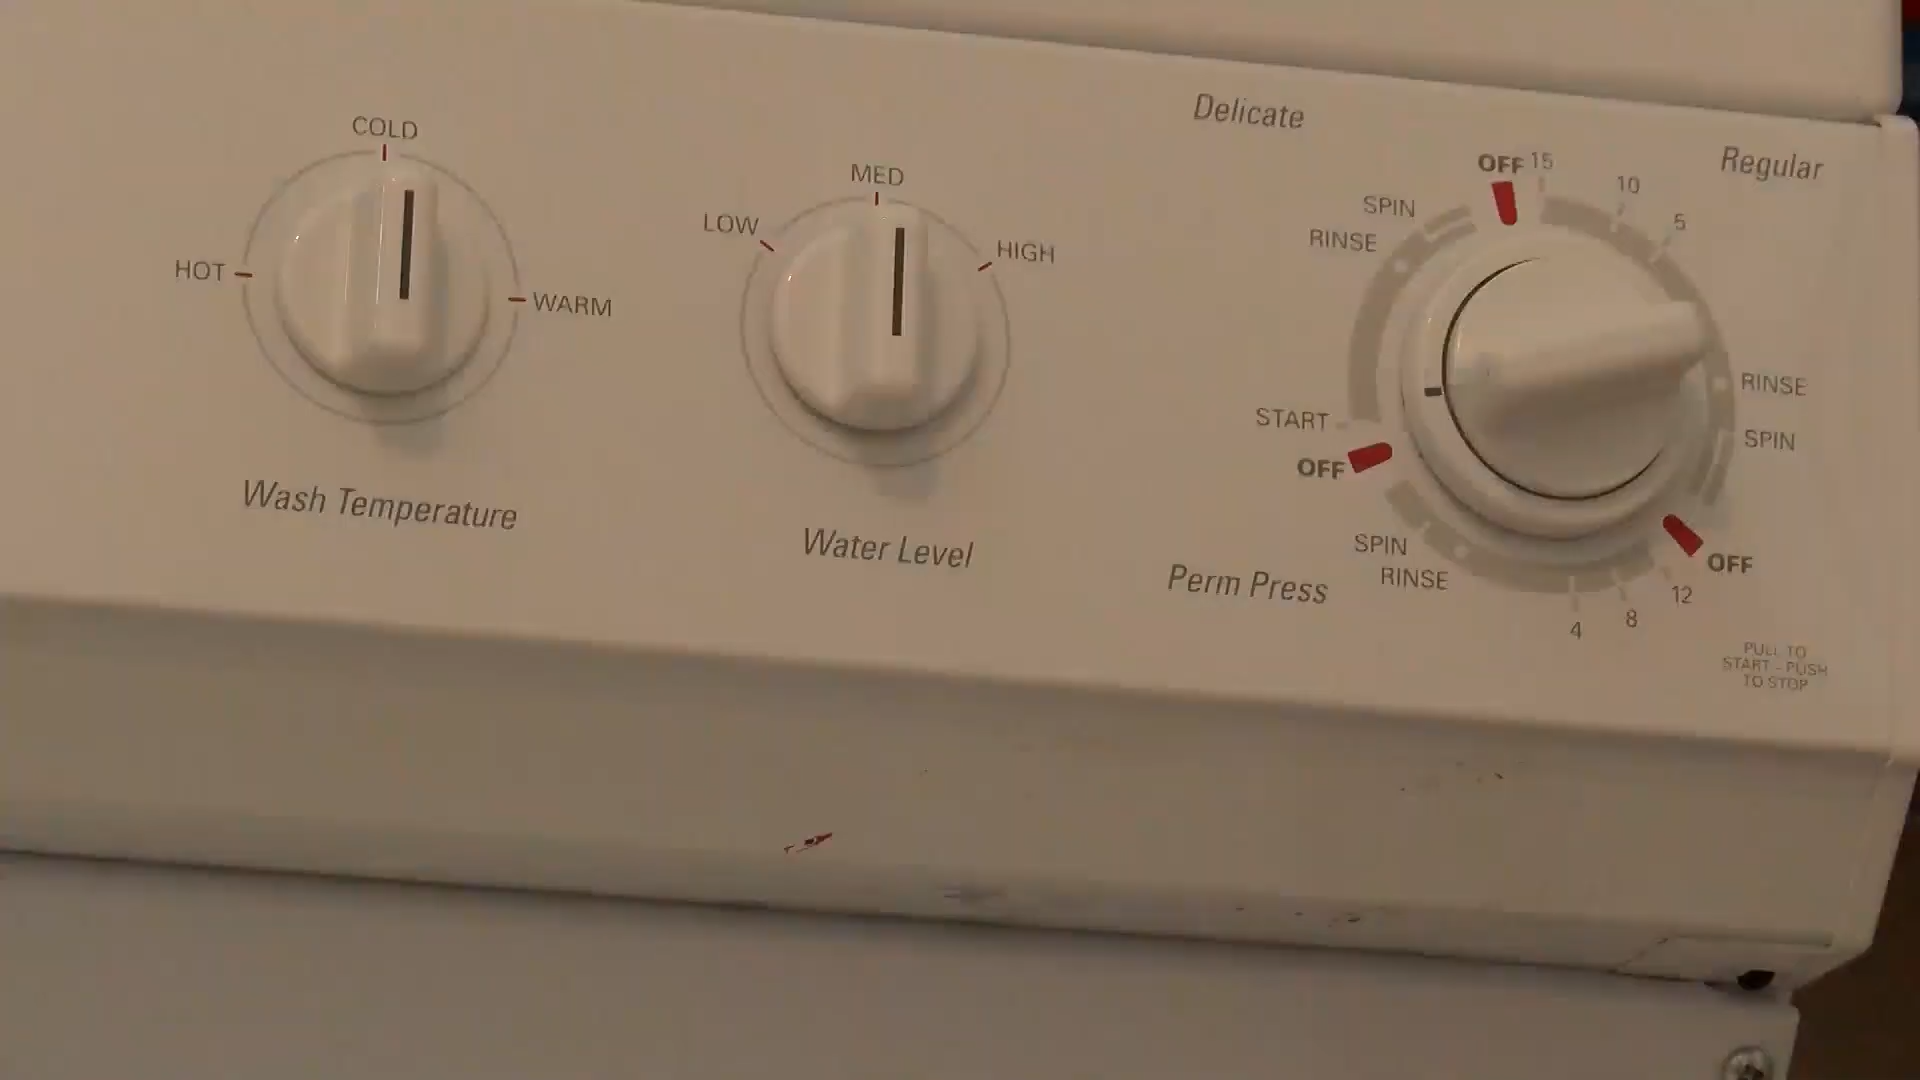 COLD
HOT
WARM
Wash Temperature
MED
LOW
HIGH
Water Level
Delicate
Regular
OFF 15
10
5
SPIN
RINSE
RINSE
SPIN
START
OFF
OFF
SPIN
RINSE
12
8
4
Perm Press
PULL TO
START - PUSH
TO STOP